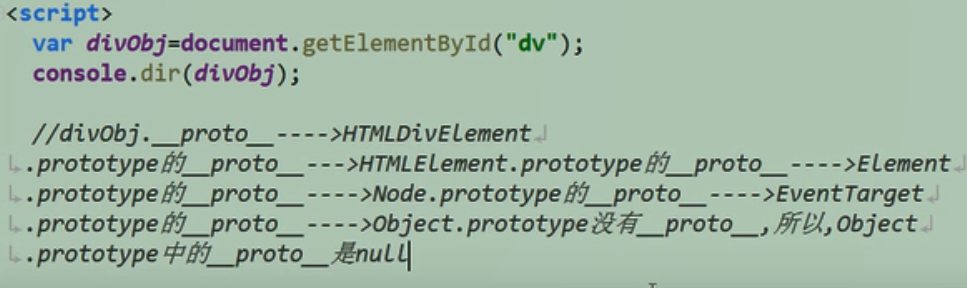 <script>
var divObj=document.getElementById("dv");
console.dir(divObj);
//divObj.__proto__---->HTMLDivElement
.prototype的__proto__--->HTMLElement.prototype的__proto__---->Element
.prototype的__proto__---->Node.prototype的__proto__---->EventTarget
.prototype的__proto__---->Object.prototype没有__proto__,所以,Object
.prototype中的__proto__是null